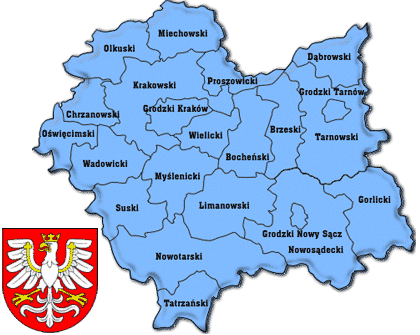 Miechowski
Olkuski
Dąbrowski
Proszowicki
Krakowski
Grodzki Tarnów
Grodzki Kraków
Chrzanowski
Oświęcimski
Wielicki
Brzeski
Tarnowski
Bocheński
Wadowicki
Myślenicki
Gorlicki
Suski
Limanowski
Grodzki Nowy Sącz
Nowosądecki
Nowotarski
Tatrzański